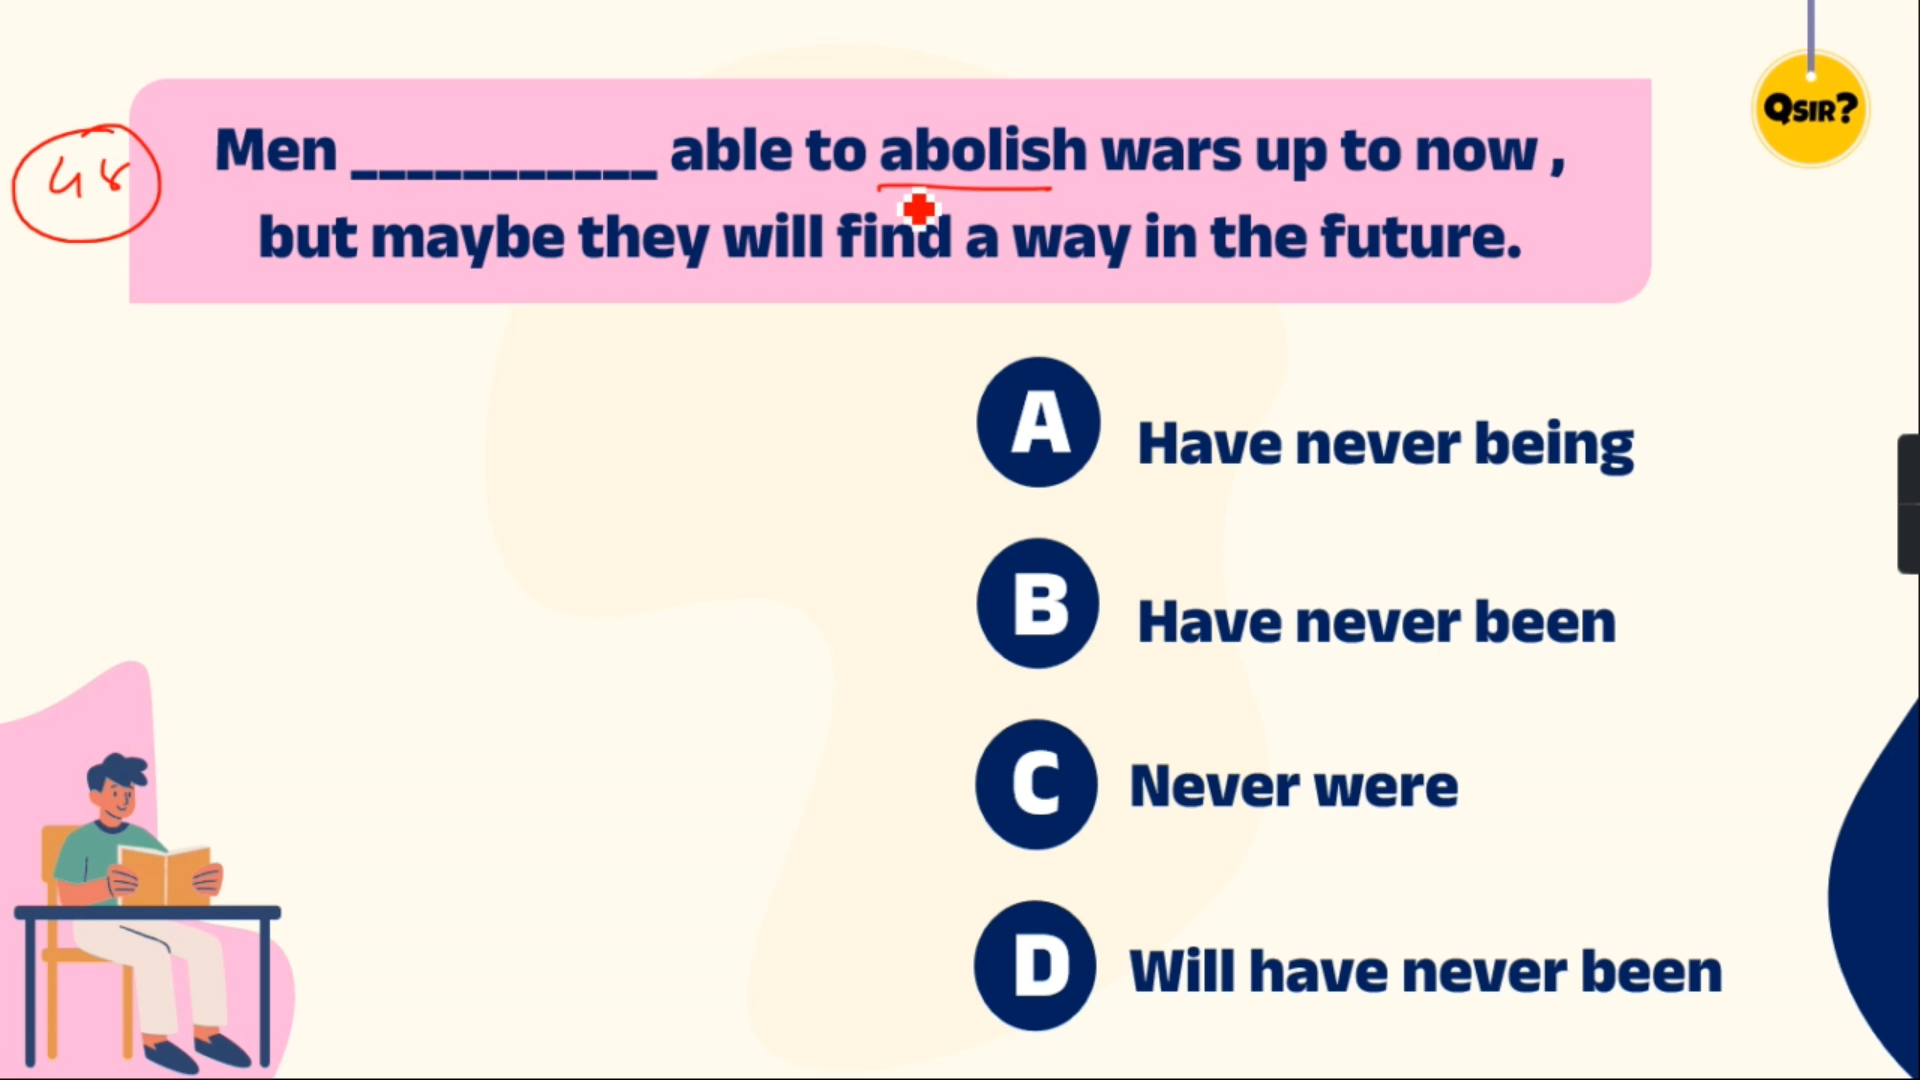 QSIR?
48
Men ___________ able to abolish wars up to now ,
but maybe they will find a way in the future.
A Have never being
B Have never been
C Never were
D Will have never been